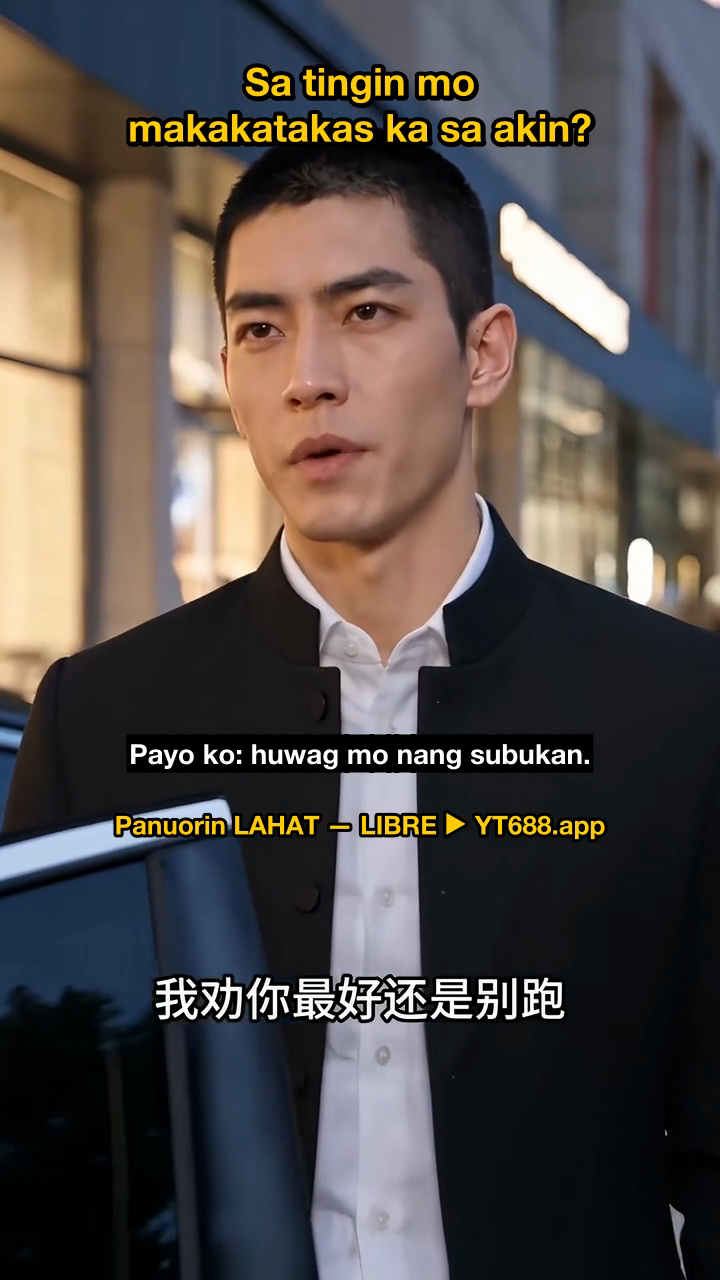 Sa tingin mo
makakatakas ka sa akin?
Payo ko: huwag mo nang subukan.
Panuorin LAHAT — LIBRE ▶ YT688.app
我劝你最好还是别跑